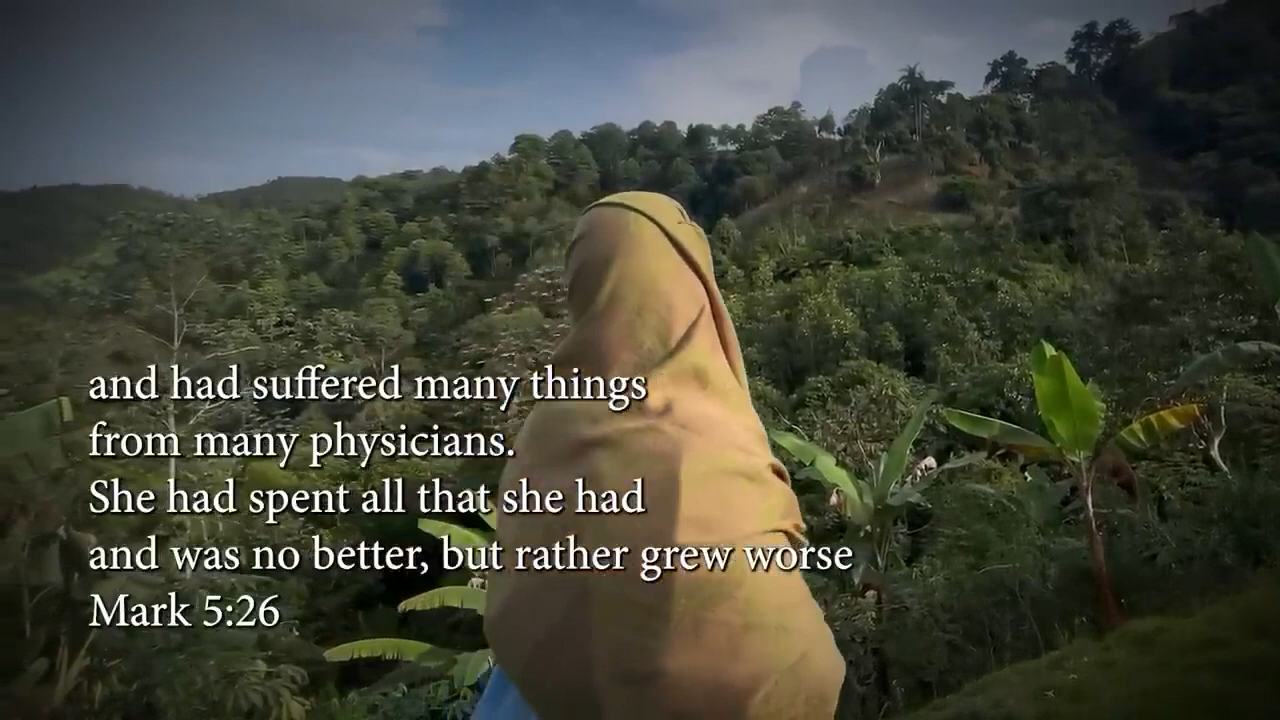 and had suffered many things
from many physicians.
She had spent all that she had
and was no better, but rather grew worse
Mark 5:26